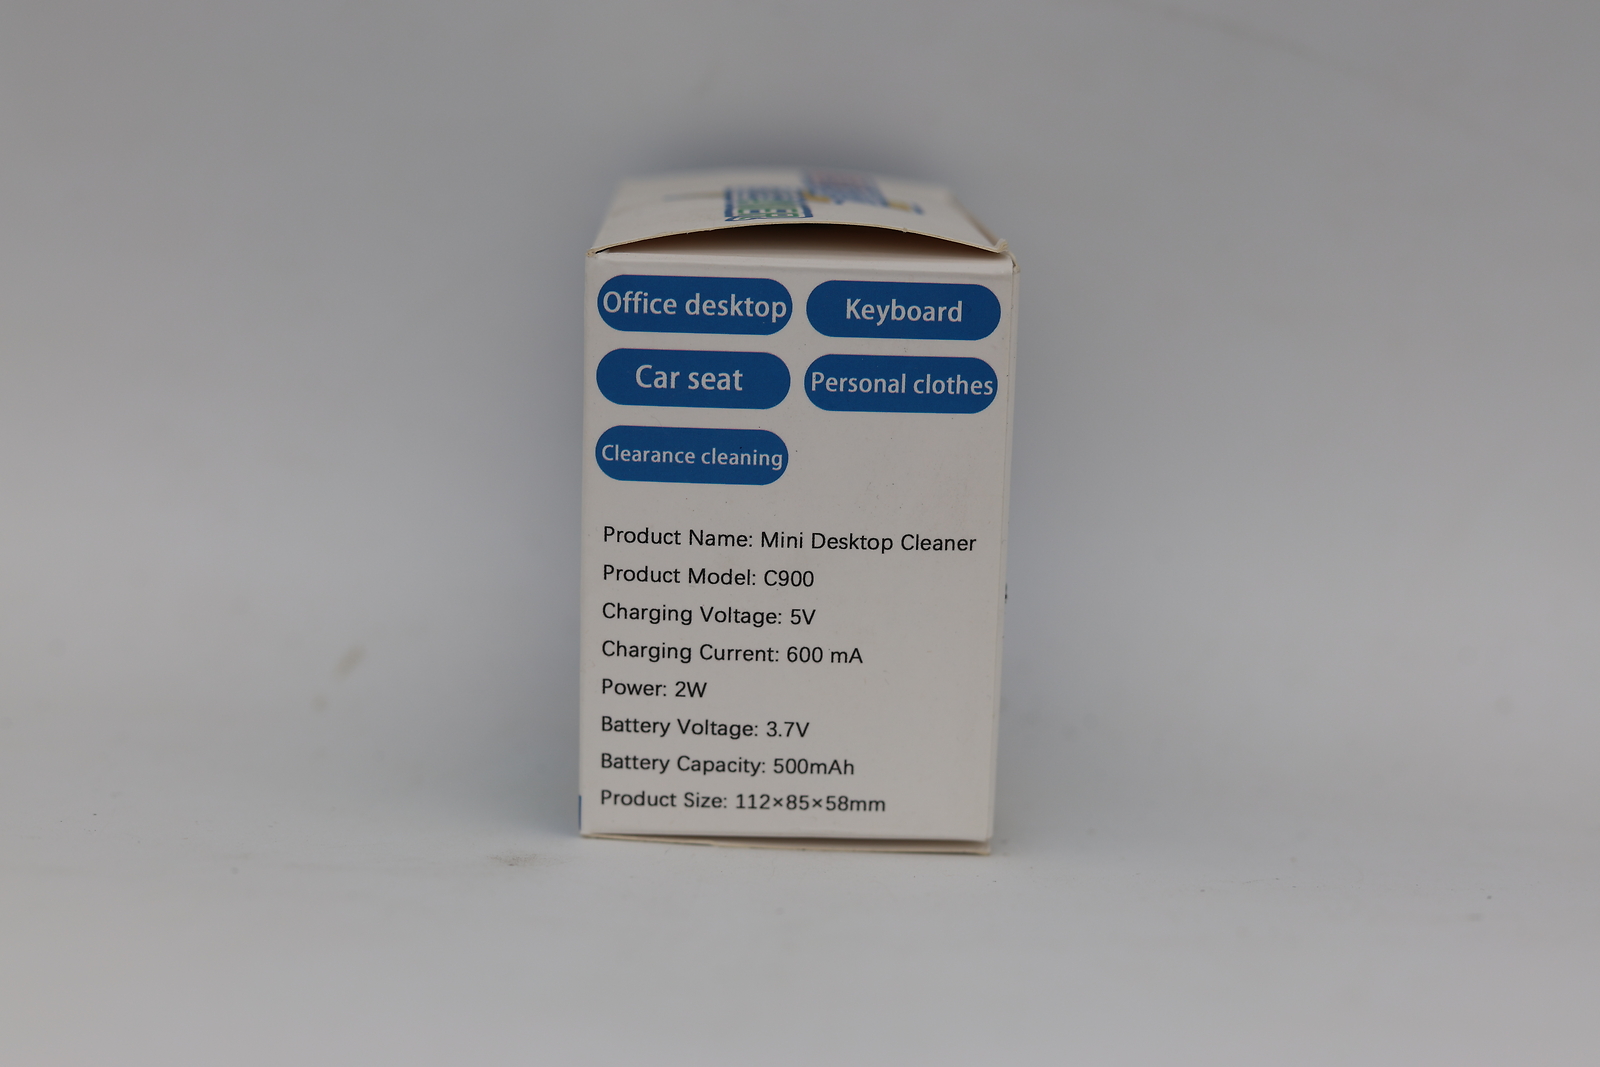 Office desktop
Keyboard
Car seat
Personal clothes
Clearance cleaning
Product Name: Mini Desktop Cleaner
Product Model: C900
Charging Voltage: 5V
Charging Current: 600 mA
Power: 2W
Battery Voltage: 3.7V
Battery Capacity: 500mAh
Product Size: 112×85×58mm